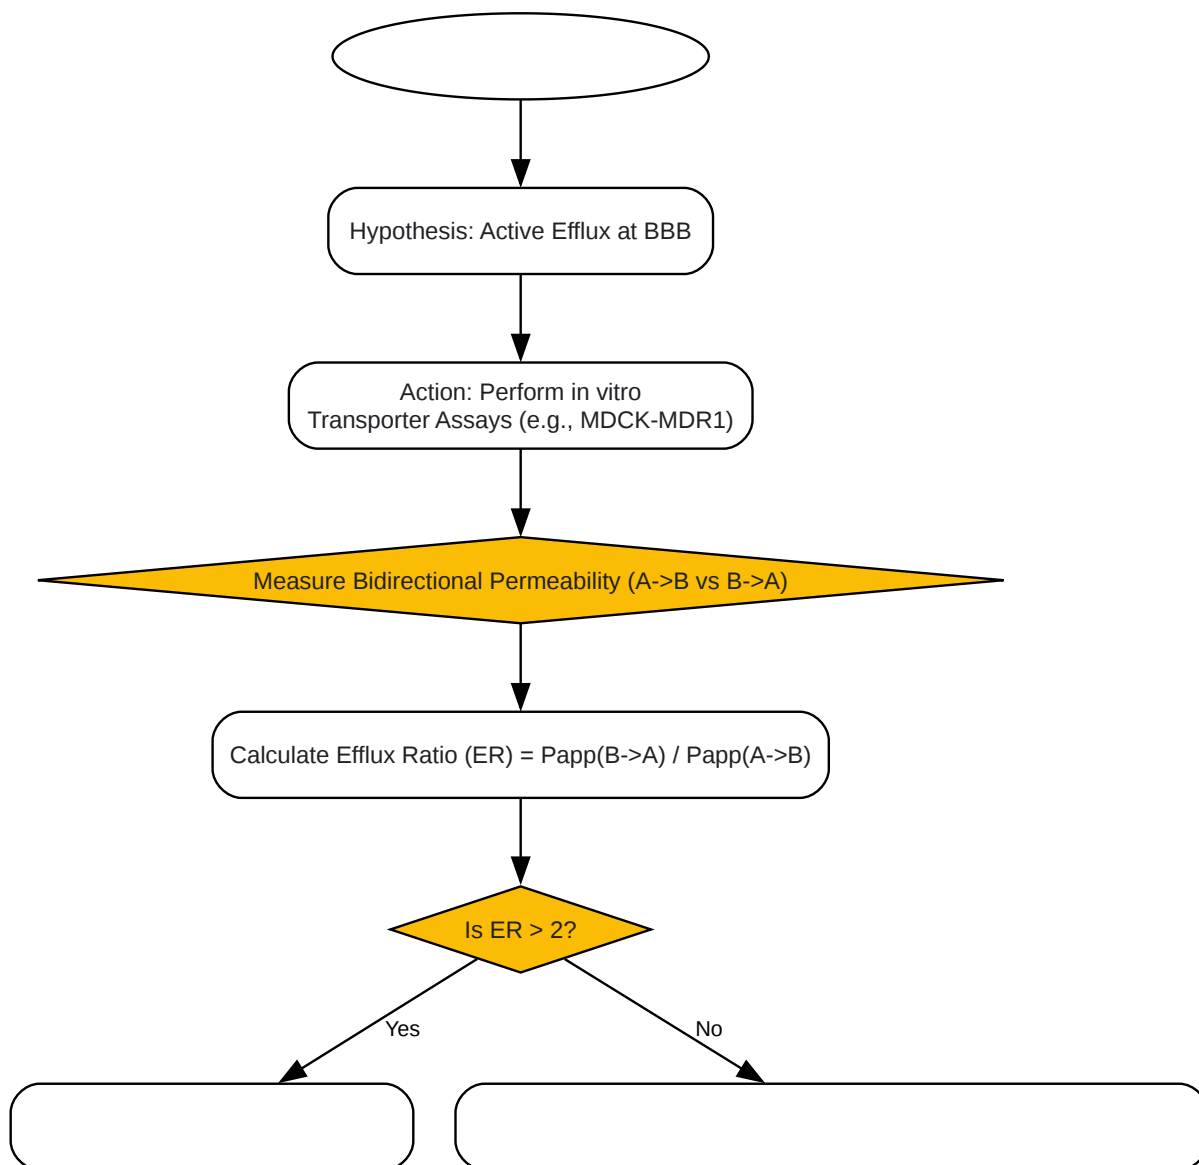 Hypothesis: Active Efflux at BBB
Action: Perform in vitro
Transporter Assays (e.g., MDCK-MDR1)
Measure Bidirectional Permeability (A->B vs B->A)
Calculate Efflux Ratio (ER) = Papp(B->A) / Papp(A->B)
Is ER > 2?
Yes
No